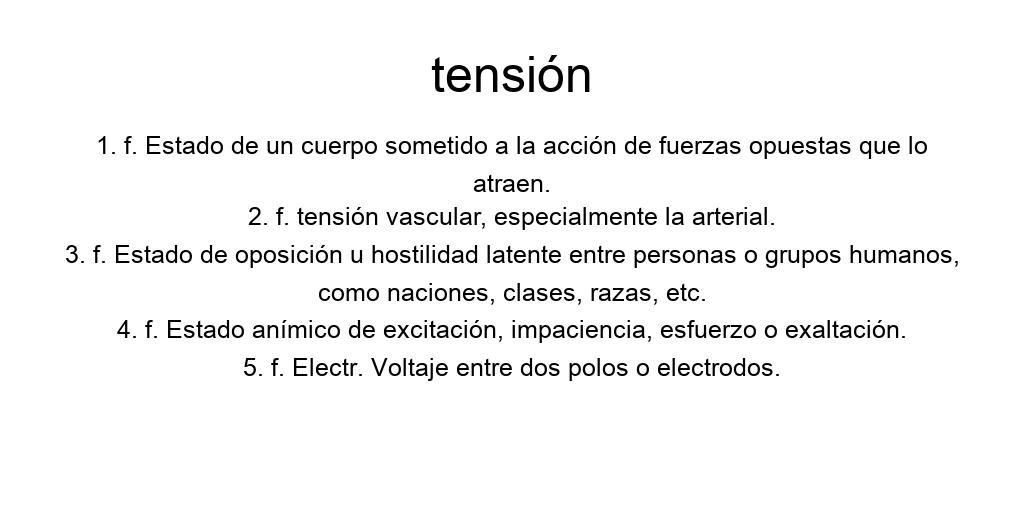 tensión
1. f. Estado de un cuerpo sometido a la acción de fuerzas opuestas que lo
atraen.
2. f. tensión vascular, especialmente la arterial.
3. f. Estado de oposición u hostilidad latente entre personas o grupos humanos,
como naciones, clases, razas, etc.
4. f. Estado anímico de excitación, impaciencia, esfuerzo o exaltación.
5. f. Electr. Voltaje entre dos polos o electrodos.